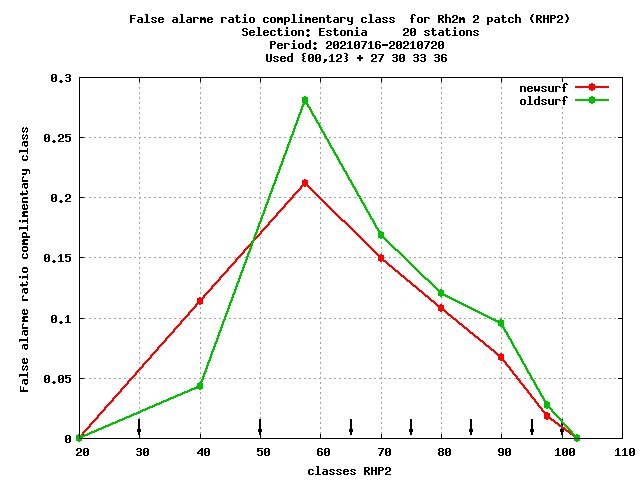 False alarme ratio complimentary class  for Rh2m 2 patch (RHP2)
Selection: Estonia     20 stations
Period: 20210716-20210720
Used {00,12} + 27 30 33 36
newsurf
oldsurf
False alarme ratio complimentary class
0.3
0.25
0.2
0.15
0.1
0.05
0
20 30 40 50 60 70 80 90 100 110
classes RHP2